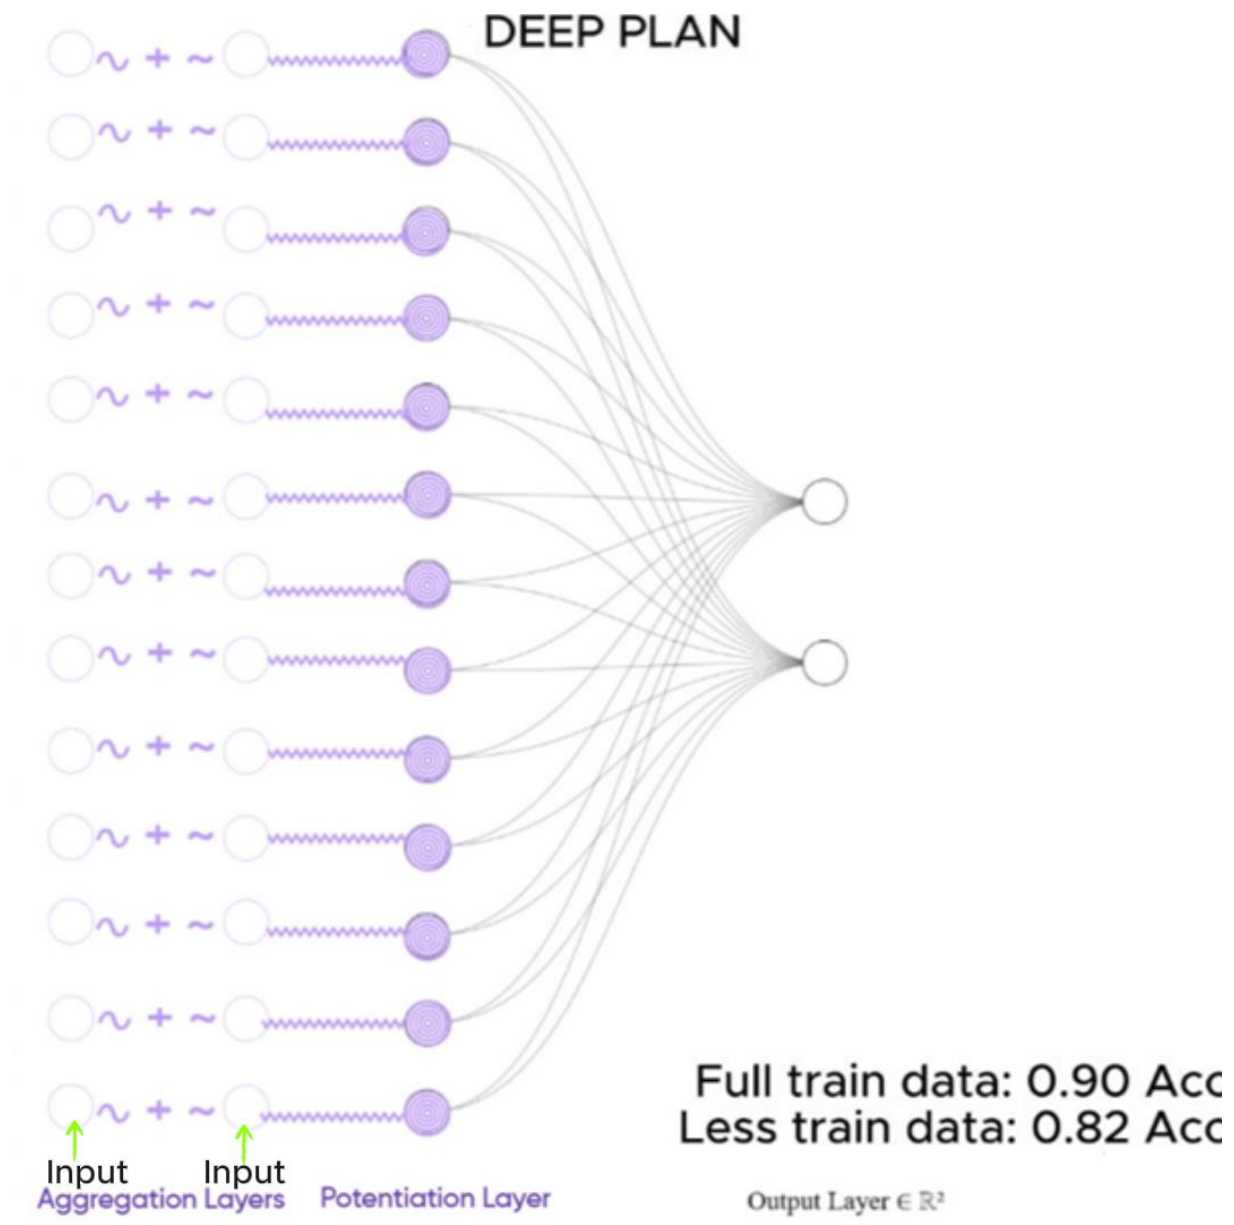 DEEP PLAN
~ + ~
~ + ~
~ + ~
~ + ~
~ + ~
~ + ~
~ + ~
~ + ~
~ + ~
~ + ~
~ + ~
~ + ~
~ + ~
Full train data: 0.90 Acc
Less train data: 0.82 Acc
Input Input
Aggregation Layers Potentiation Layer Output Layer ∈ ℝ²